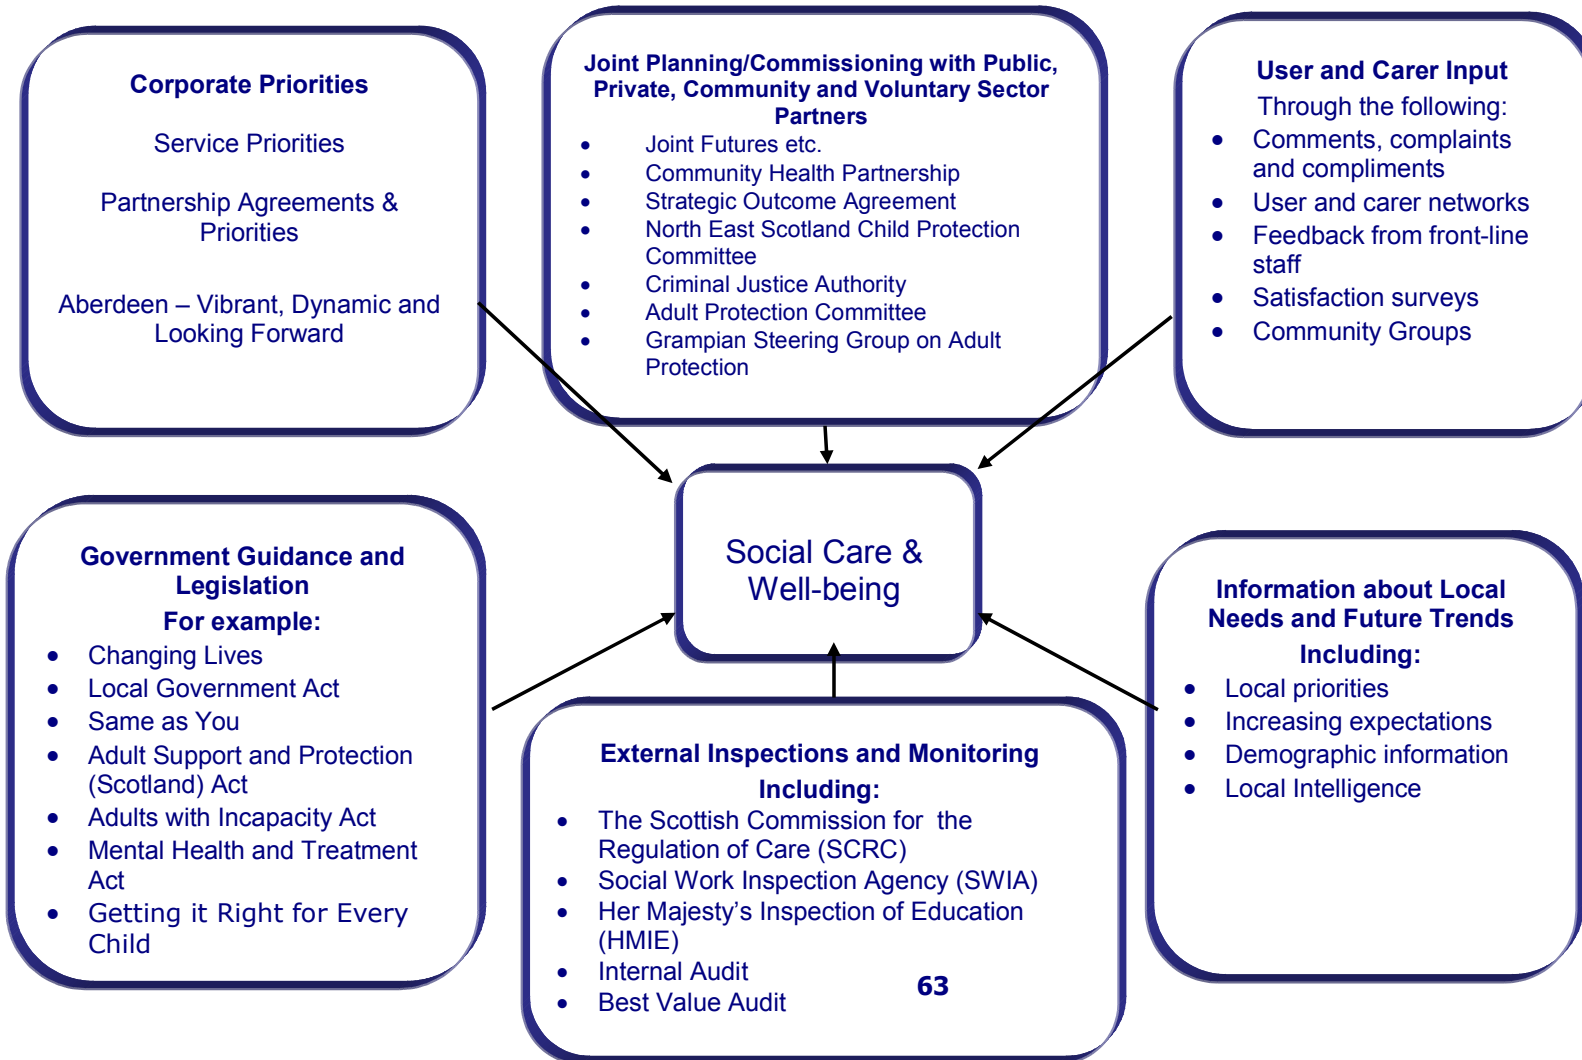 Corporate Priorities
Service Priorities
Partnership Agreements &
Priorities
Aberdeen – Vibrant, Dynamic and
Looking Forward
Joint Planning/Commissioning with Public,
Private, Community and Voluntary Sector
Partners
• Joint Futures etc.
• Community Health Partnership
• Strategic Outcome Agreement
• North East Scotland Child Protection
Committee
• Criminal Justice Authority
• Adult Protection Committee
• Grampian Steering Group on Adult
Protection
User and Carer Input
Through the following:
• Comments, complaints
and compliments
• User and carer networks
• Feedback from front-line
staff
• Satisfaction surveys
• Community Groups
Social Care &
Well-being
Government Guidance and
Legislation
For example:
• Changing Lives
• Local Government Act
• Same as You
• Adult Support and Protection
(Scotland) Act
• Adults with Incapacity Act
• Mental Health and Treatment
Act
• Getting it Right for Every
Child
External Inspections and Monitoring
Including:
• The Scottish Commission for the
Regulation of Care (SCRC)
• Social Work Inspection Agency (SWIA)
• Her Majesty's Inspection of Education
(HMIE)
• Internal Audit
• Best Value Audit
63
Information about Local
Needs and Future Trends
Including:
• Local priorities
• Increasing expectations
• Demographic information
• Local Intelligence